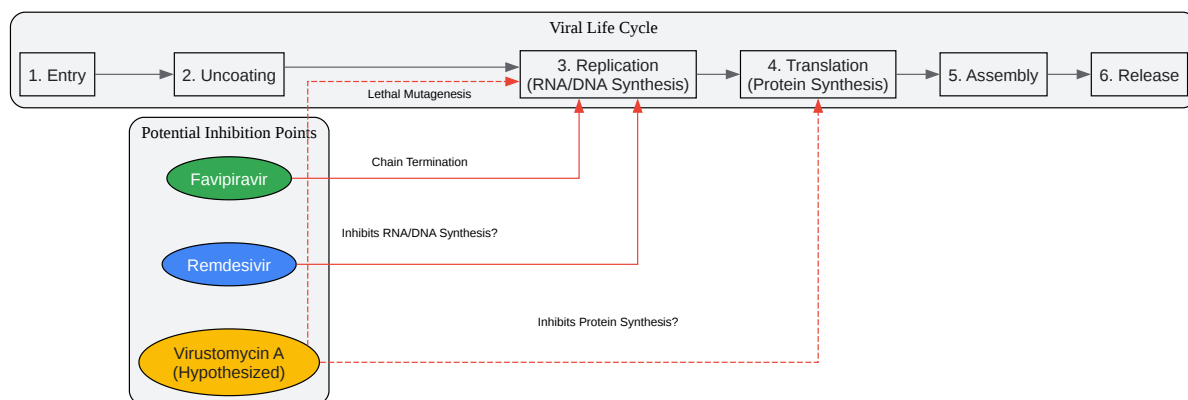 Viral Life Cycle
1. Entry
2. Uncoating
3. Replication
(RNA/DNA Synthesis)
4. Translation
(Protein Synthesis)
5. Assembly
6. Release
Lethal Mutagenesis
Potential Inhibition Points
Favipiravir
Chain Termination
Remdesivir
Inhibits RNA/DNA Synthesis?
Virustomycin A
(Hypothesized)
Inhibits Protein Synthesis?